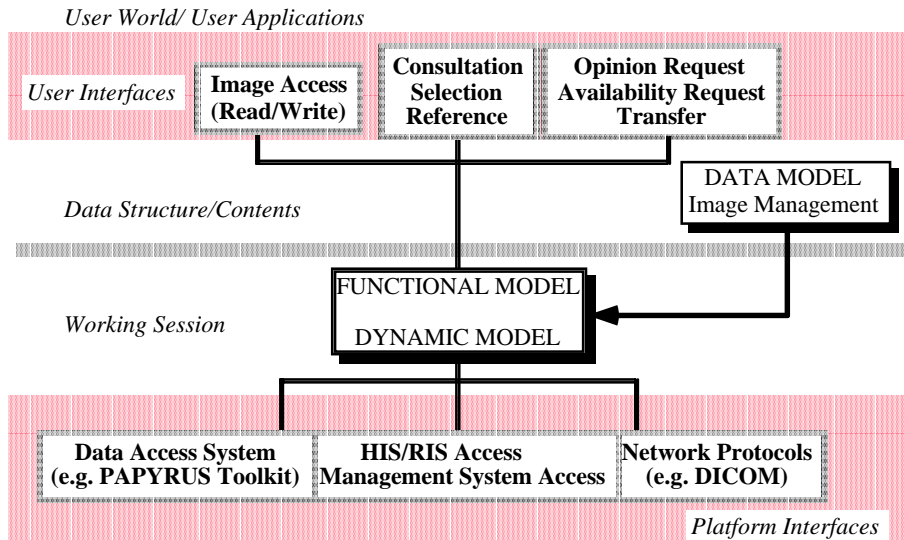 User World/ User Applications
User Interfaces
Image Access
(Read/Write)
Consultation
Selection
Reference
Opinion Request
Availability Request
Transfer
DATA MODEL
Image Management
Data Structure/Contents
FUNCTIONAL MODEL
DYNAMIC MODEL
Working Session
Data Access System
(e.g. PAPYRUS Toolkit)
HIS/RIS Access
Management System Access
Network Protocols
(e.g. DICOM)
Platform Interfaces